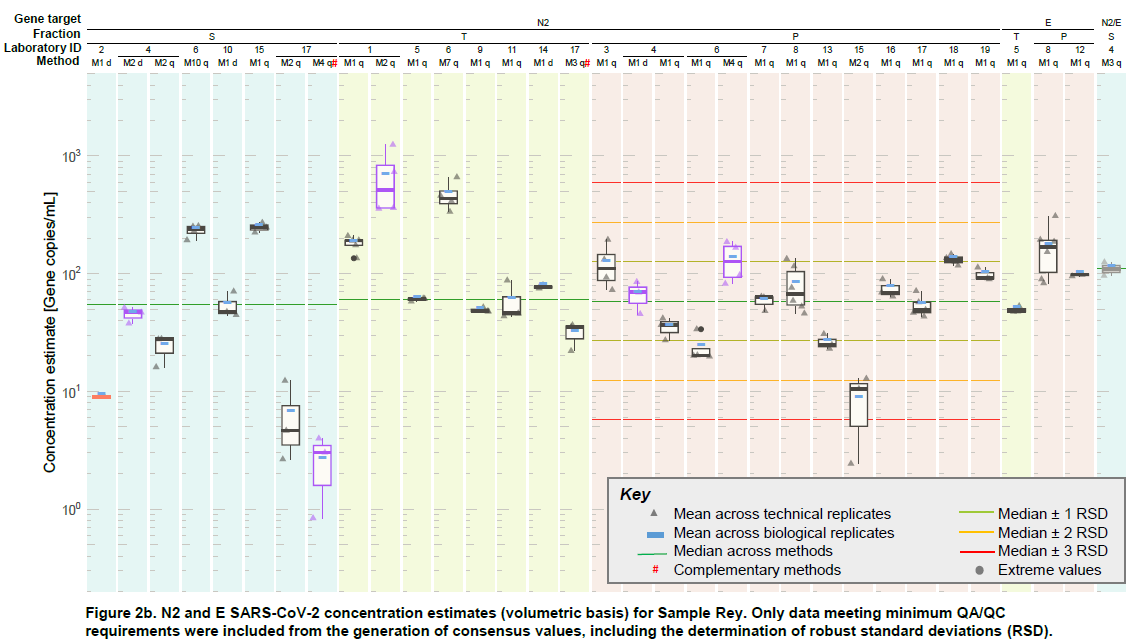 Gene target N2 E N2/E
Fraction S T P T P S
Laboratory ID 2 4 6 10 15 17 1 5 6 9 11 14 17 3 4 6 7 8 13 15 16 17 18 19 5 8 12 4
Method M1 d M2 d M2 q M10 q M1 d M1 q M2 q M4 q# M1 q M2 q M1 q M7 q M1 q M1 q M1 d M3 q# M1 q M1 d M1 q M1 q M4 q M1 q M1 q M1 d M2 q M1 q M1 q M1 q M1 q M1 q M1 q M1 q M3 q
Concentration estimate [Gene copies/mL]
10³
10²
10¹
10⁰
Key
Mean across technical replicates Median ± 1 RSD
Mean across biological replicates Median ± 2 RSD
Median across methods Median ± 3 RSD
# Complementary methods Extreme values
Figure 2b. N2 and E SARS-CoV-2 concentration estimates (volumetric basis) for Sample Rey. Only data meeting minimum QA/QC
requirements were included from the generation of consensus values, including the determination of robust standard deviations (RSD).